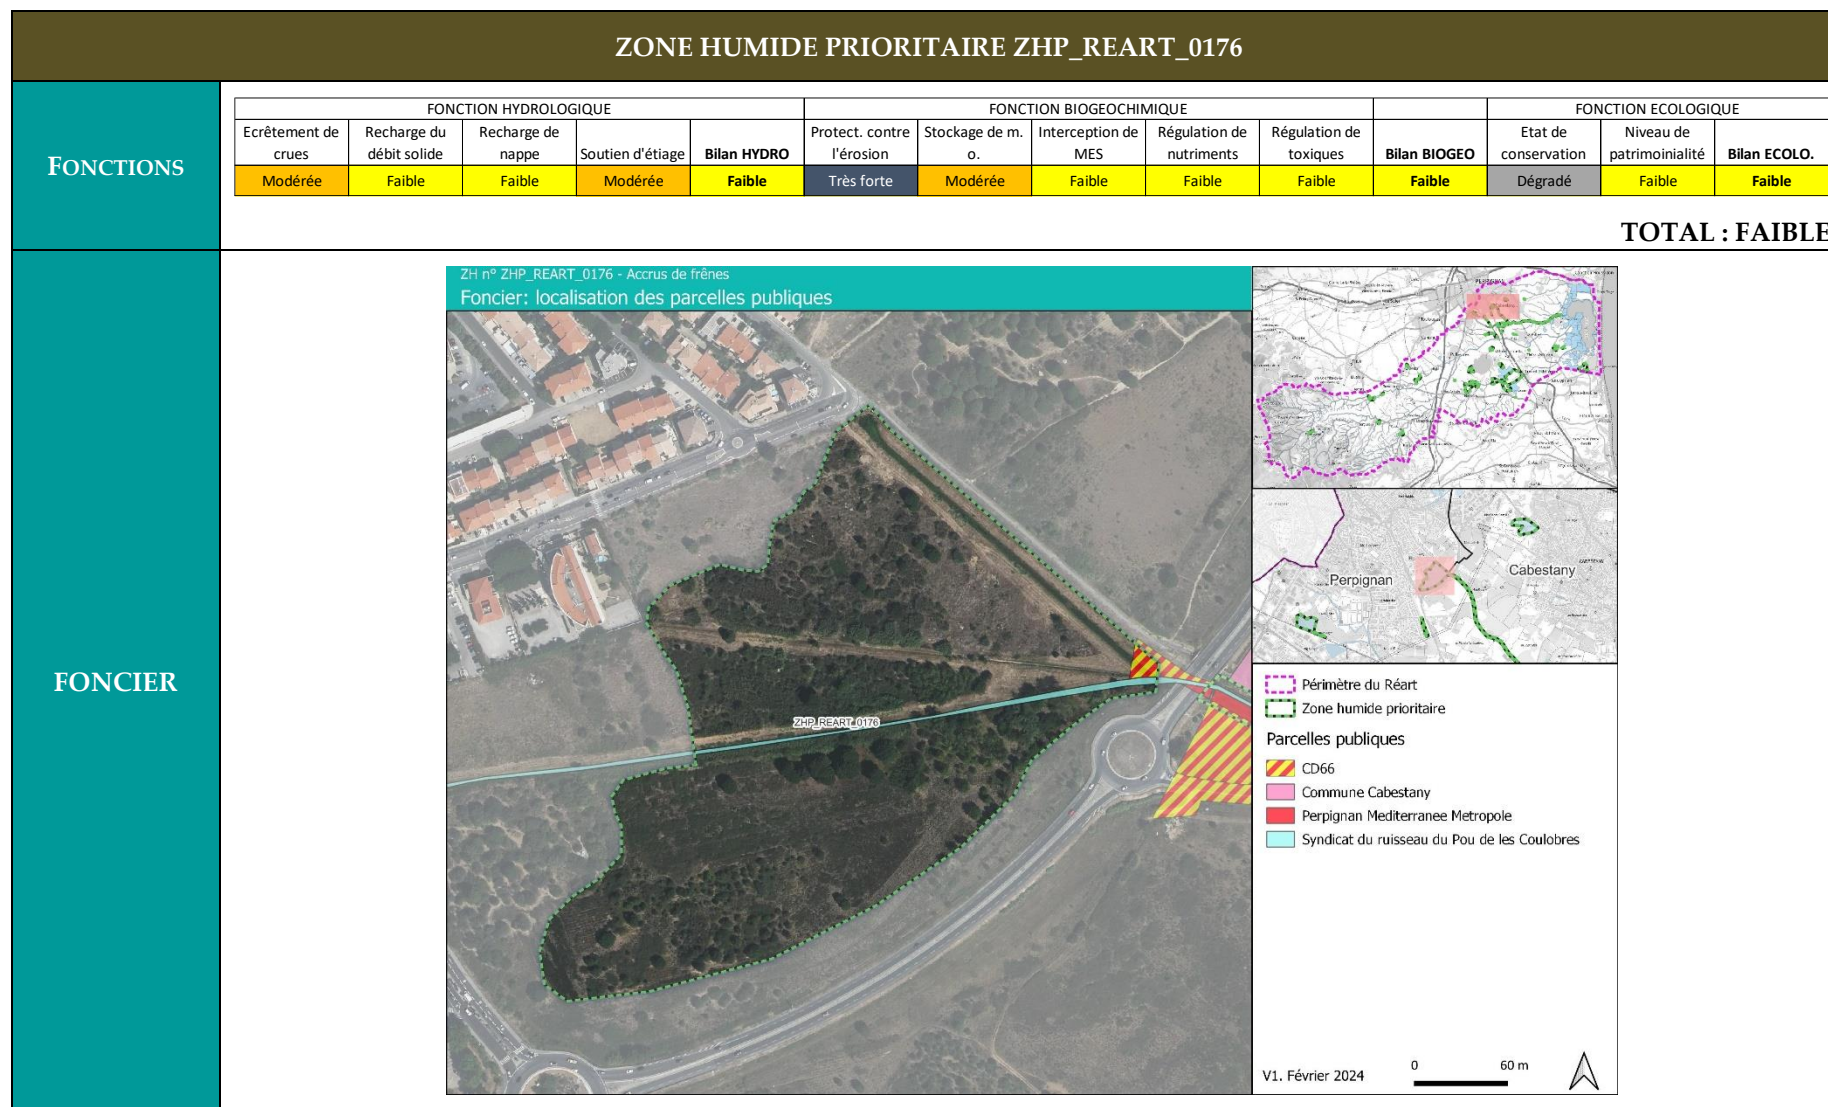 ZONE HUMIDE PRIORITAIRE ZHP_REART_0176
FONCTIONS
FONCTION HYDROLOGIQUE
FONCTION BIOGEOCHIMIQUE
FONCTION ECOLOGIQUE
Ecrêtement de crues
Recharge du débit solide
Recharge de nappe
Soutien d'étiage
Bilan HYDRO
Protect. contre l'érosion
Stockage de m. o.
Interception de MES
Régulation de nutriments
Régulation de toxiques
Bilan BIOGEO
Etat de conservation
Niveau de patrimoinialité
Bilan ECOLO.
Modérée Faible Faible Modérée Faible Très forte Modérée Faible Faible Faible Faible Dégradé Faible Faible
TOTAL : FAIBLE
FONCIER
ZH n° ZHP_REART_0176 - Accrus de frênes
Foncier: localisation des parcelles publiques
ZHP_REART_0176
PERPIGNAN
Perpignan
Cabestany
CABESTANY
Périmètre du Réart
Zone humide prioritaire
Parcelles publiques
CD66
Commune Cabestany
Perpignan Mediterranee Metropole
Syndicat du ruisseau du Pou de les Coulobres
V1. Février 2024
0 60 m